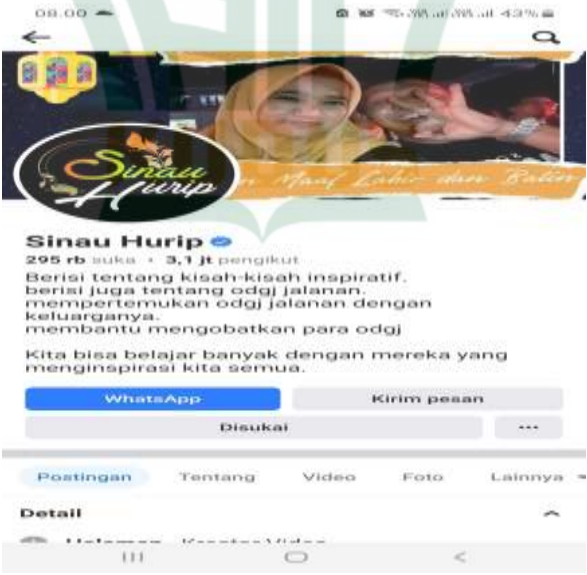 08.00
43%
Maaf Lahir dan Batin
Sinau
Hurip
Sinau Hurip
295 rb suka • 3,1 jt pengikut
Berisi tentang kisah-kisah inspiratif.
berisi juga tentang odgj jalanan.
mempertemukan odgj jalanan dengan
keluarganya.
membantu mengobatkan para odgj
Kita bisa belajar banyak dengan mereka yang
menginspirasi kita semua.
WhatsApp
Kirim pesan
Disukai
Postingan Tentang Video Foto Lainnya
Detail
Halaman · Kreator Video